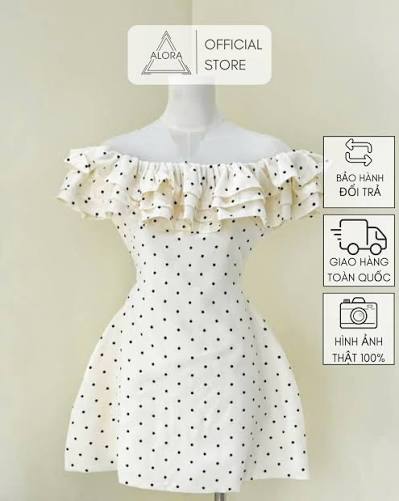 ALORA
OFFICIAL
STORE
BẢO HÀNH
ĐỔI TRẢ
GIAO HÀNG
TOÀN QUỐC
HÌNH ẢNH
THẬT 100%